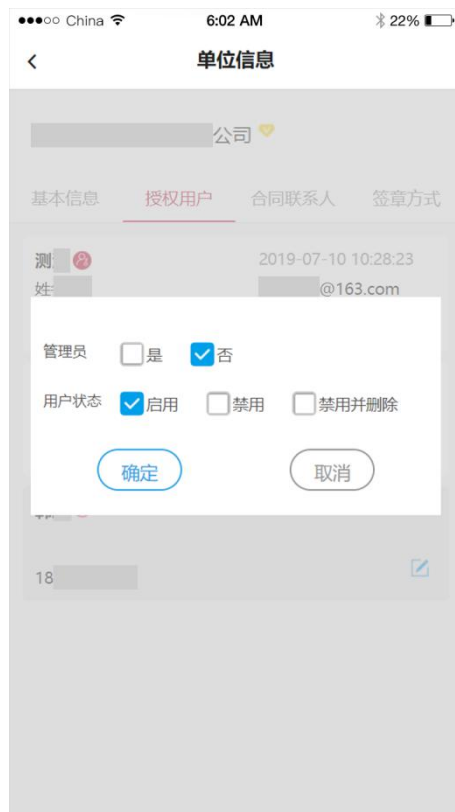 China 6:02 AM 22%
单位信息
公司
基本信息 授权用户 合同联系人 签章方式
测 2019-07-10 10:28:23
姓 @163.com
管理员 是 否
用户状态 启用 禁用 禁用并删除
确定 取消
18